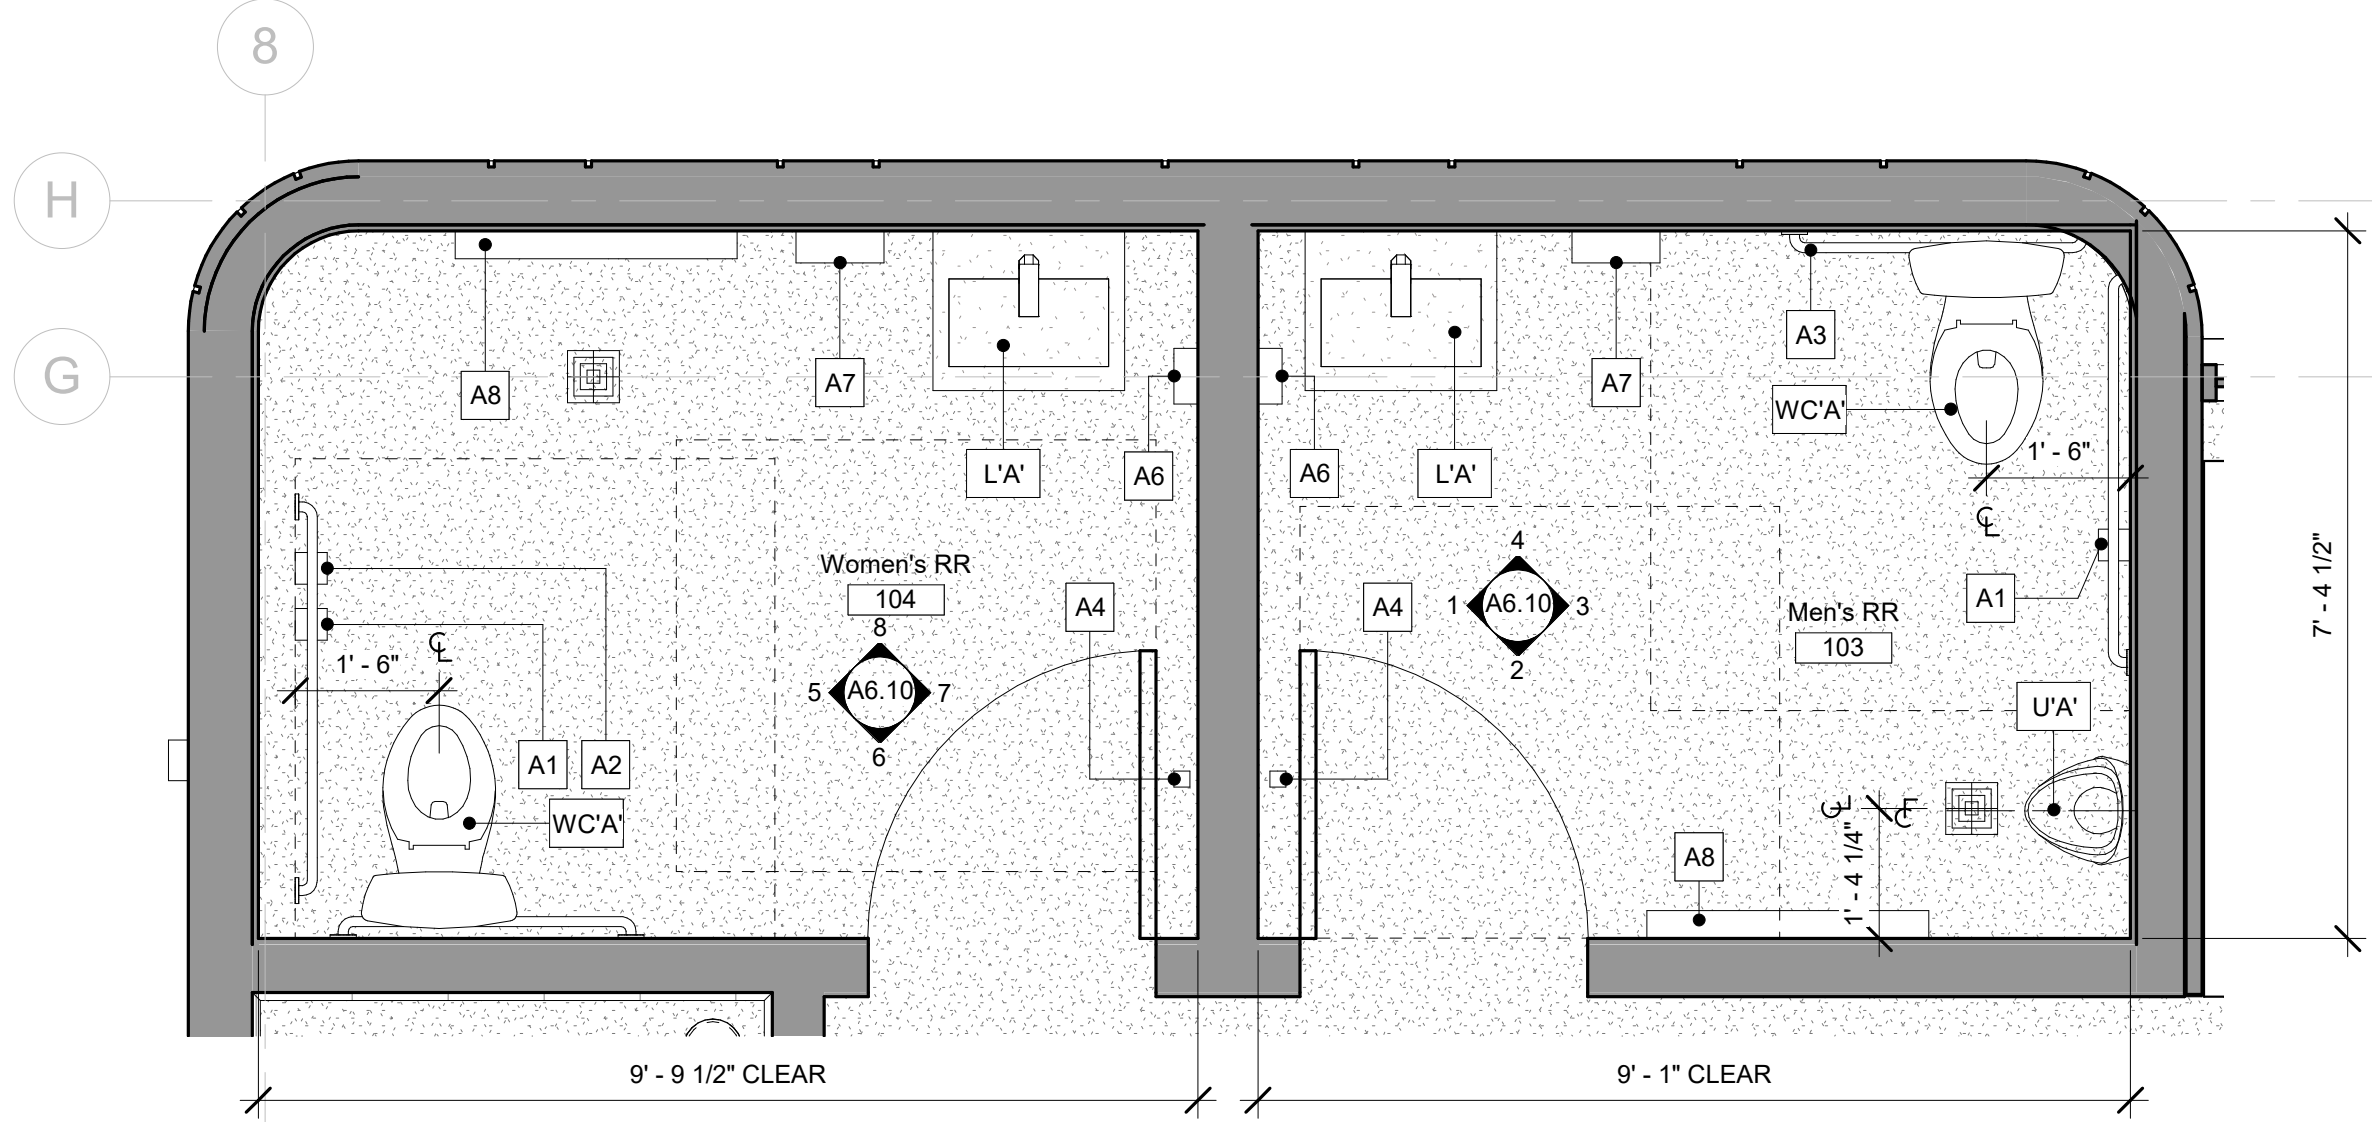 8
H
G
A8
A7
L'A'
A6
A6
L'A'
A7
A3
WC'A'
1' - 6"
℄
A1
7' - 4 1/2"
Women's RR
104
8
5 A6.10 7
6
A4
A4
4
1 A6.10 3
2
Men's RR
103
U'A'
℄
1' - 6"
A1
A2
WC'A'
℄
℄
1' - 4 1/4"
A8
9' - 9 1/2" CLEAR
9' - 1" CLEAR